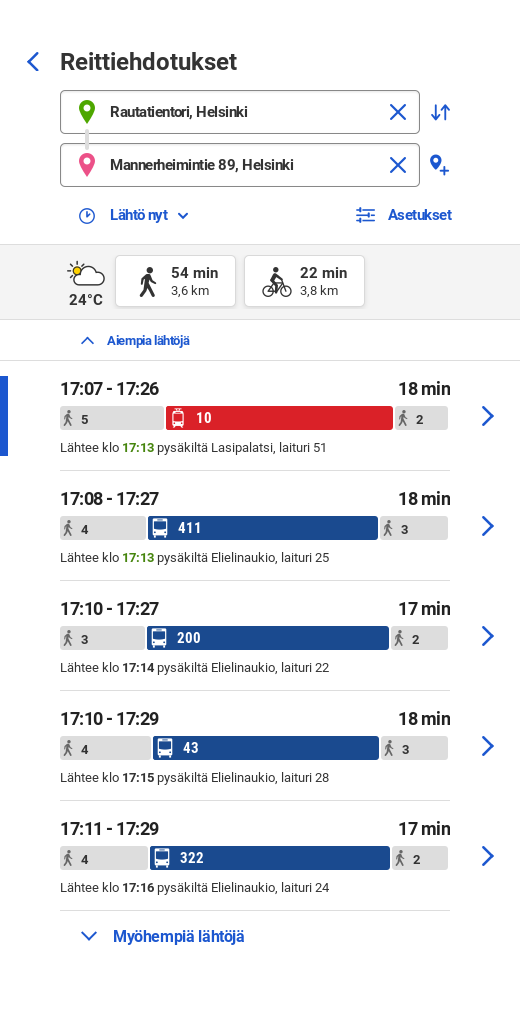 Reittiehdotukset
Rautatientori, Helsinki
Mannerheimintie 89, Helsinki
Lähtö nyt Asetukset
24°C
54 min
3,6 km
22 min
3,8 km
Aiempia lähtöjä
17:07 - 17:26 18 min
5 10 2
Lähtee klo 17:13 pysäkiltä Lasipalatsi, laituri 51
17:08 - 17:27 18 min
4 411 3
Lähtee klo 17:13 pysäkiltä Elielinaukio, laituri 25
17:10 - 17:27 17 min
3 200 2
Lähtee klo 17:14 pysäkiltä Elielinaukio, laituri 22
17:10 - 17:29 18 min
4 43 3
Lähtee klo 17:15 pysäkiltä Elielinaukio, laituri 28
17:11 - 17:29 17 min
4 322 2
Lähtee klo 17:16 pysäkiltä Elielinaukio, laituri 24
Myöhempiä lähtöjä